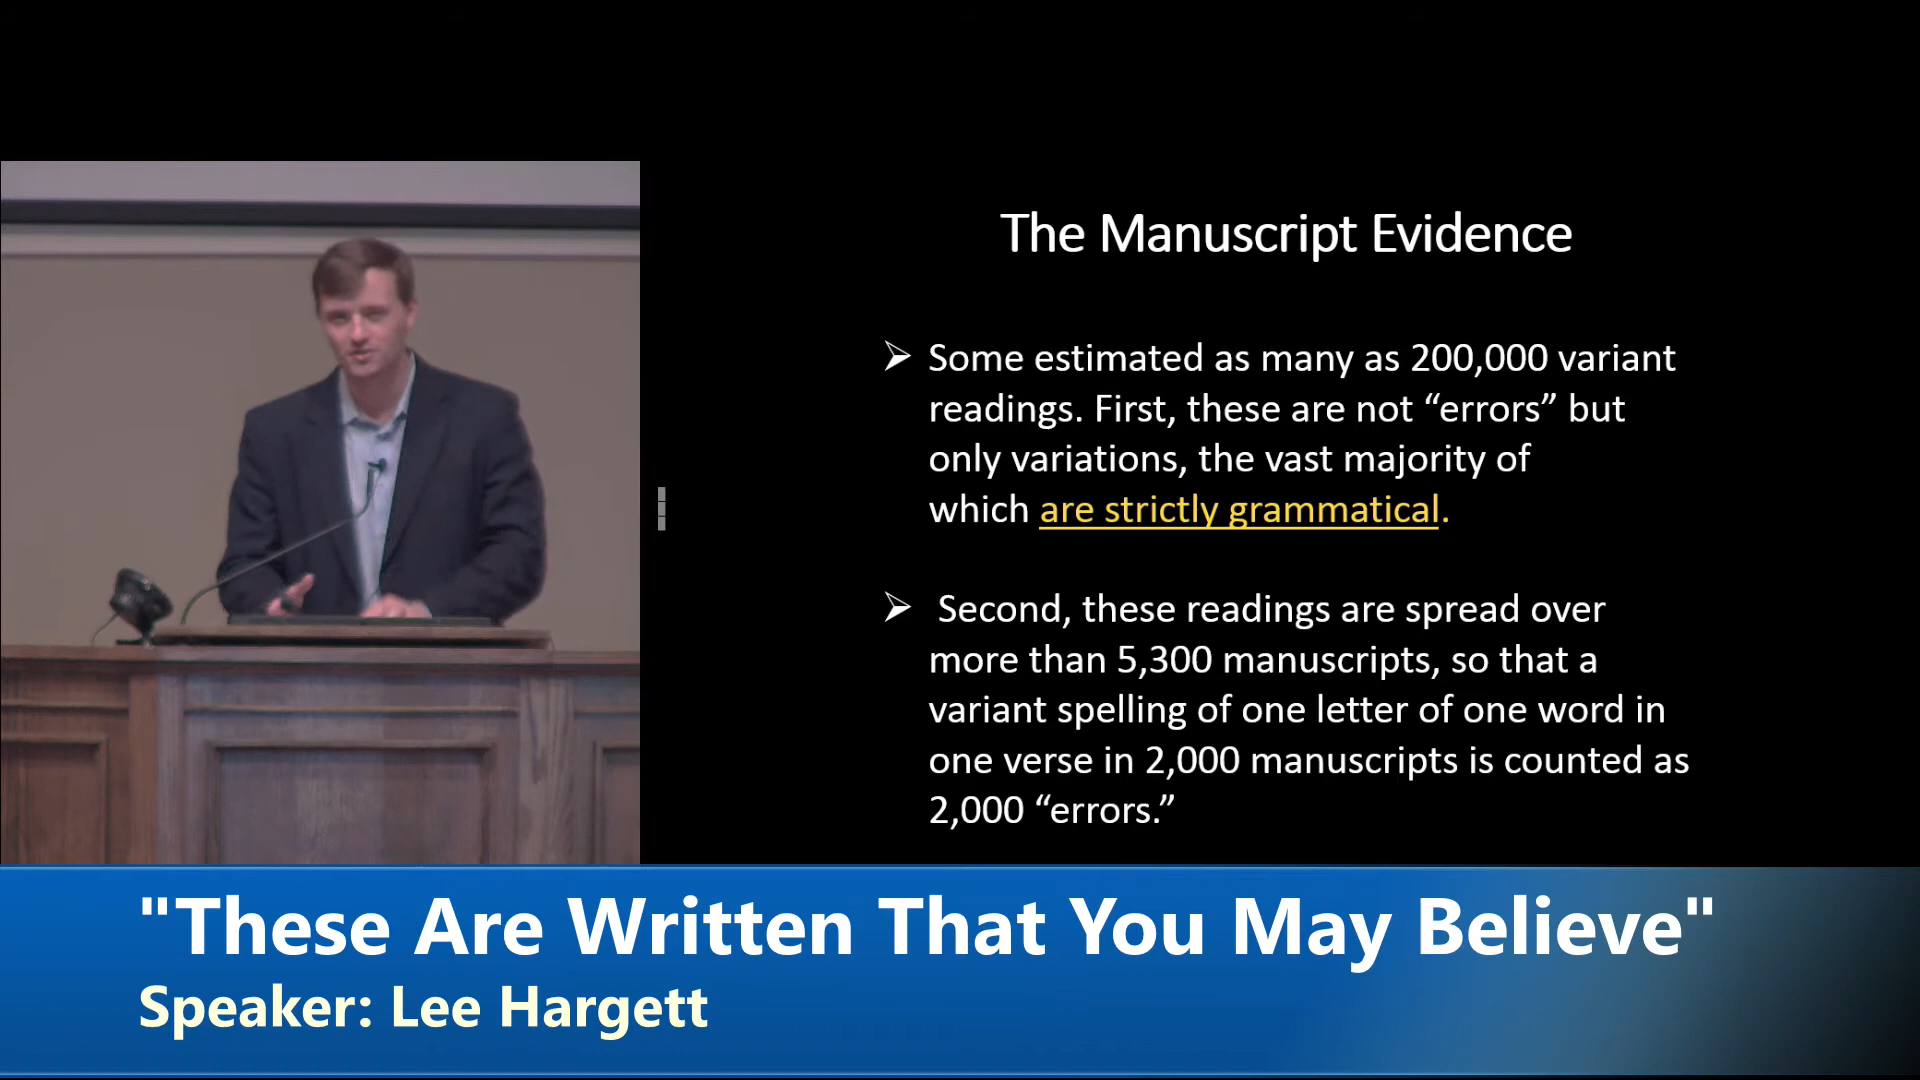 The Manuscript Evidence
➢ Some estimated as many as 200,000 variant
readings. First, these are not “errors” but
only variations, the vast majority of
which are strictly grammatical.
➢ Second, these readings are spread over
more than 5,300 manuscripts, so that a
variant spelling of one letter of one word in
one verse in 2,000 manuscripts is counted as
2,000 “errors.”
"These Are Written That You May Believe"
Speaker: Lee Hargett